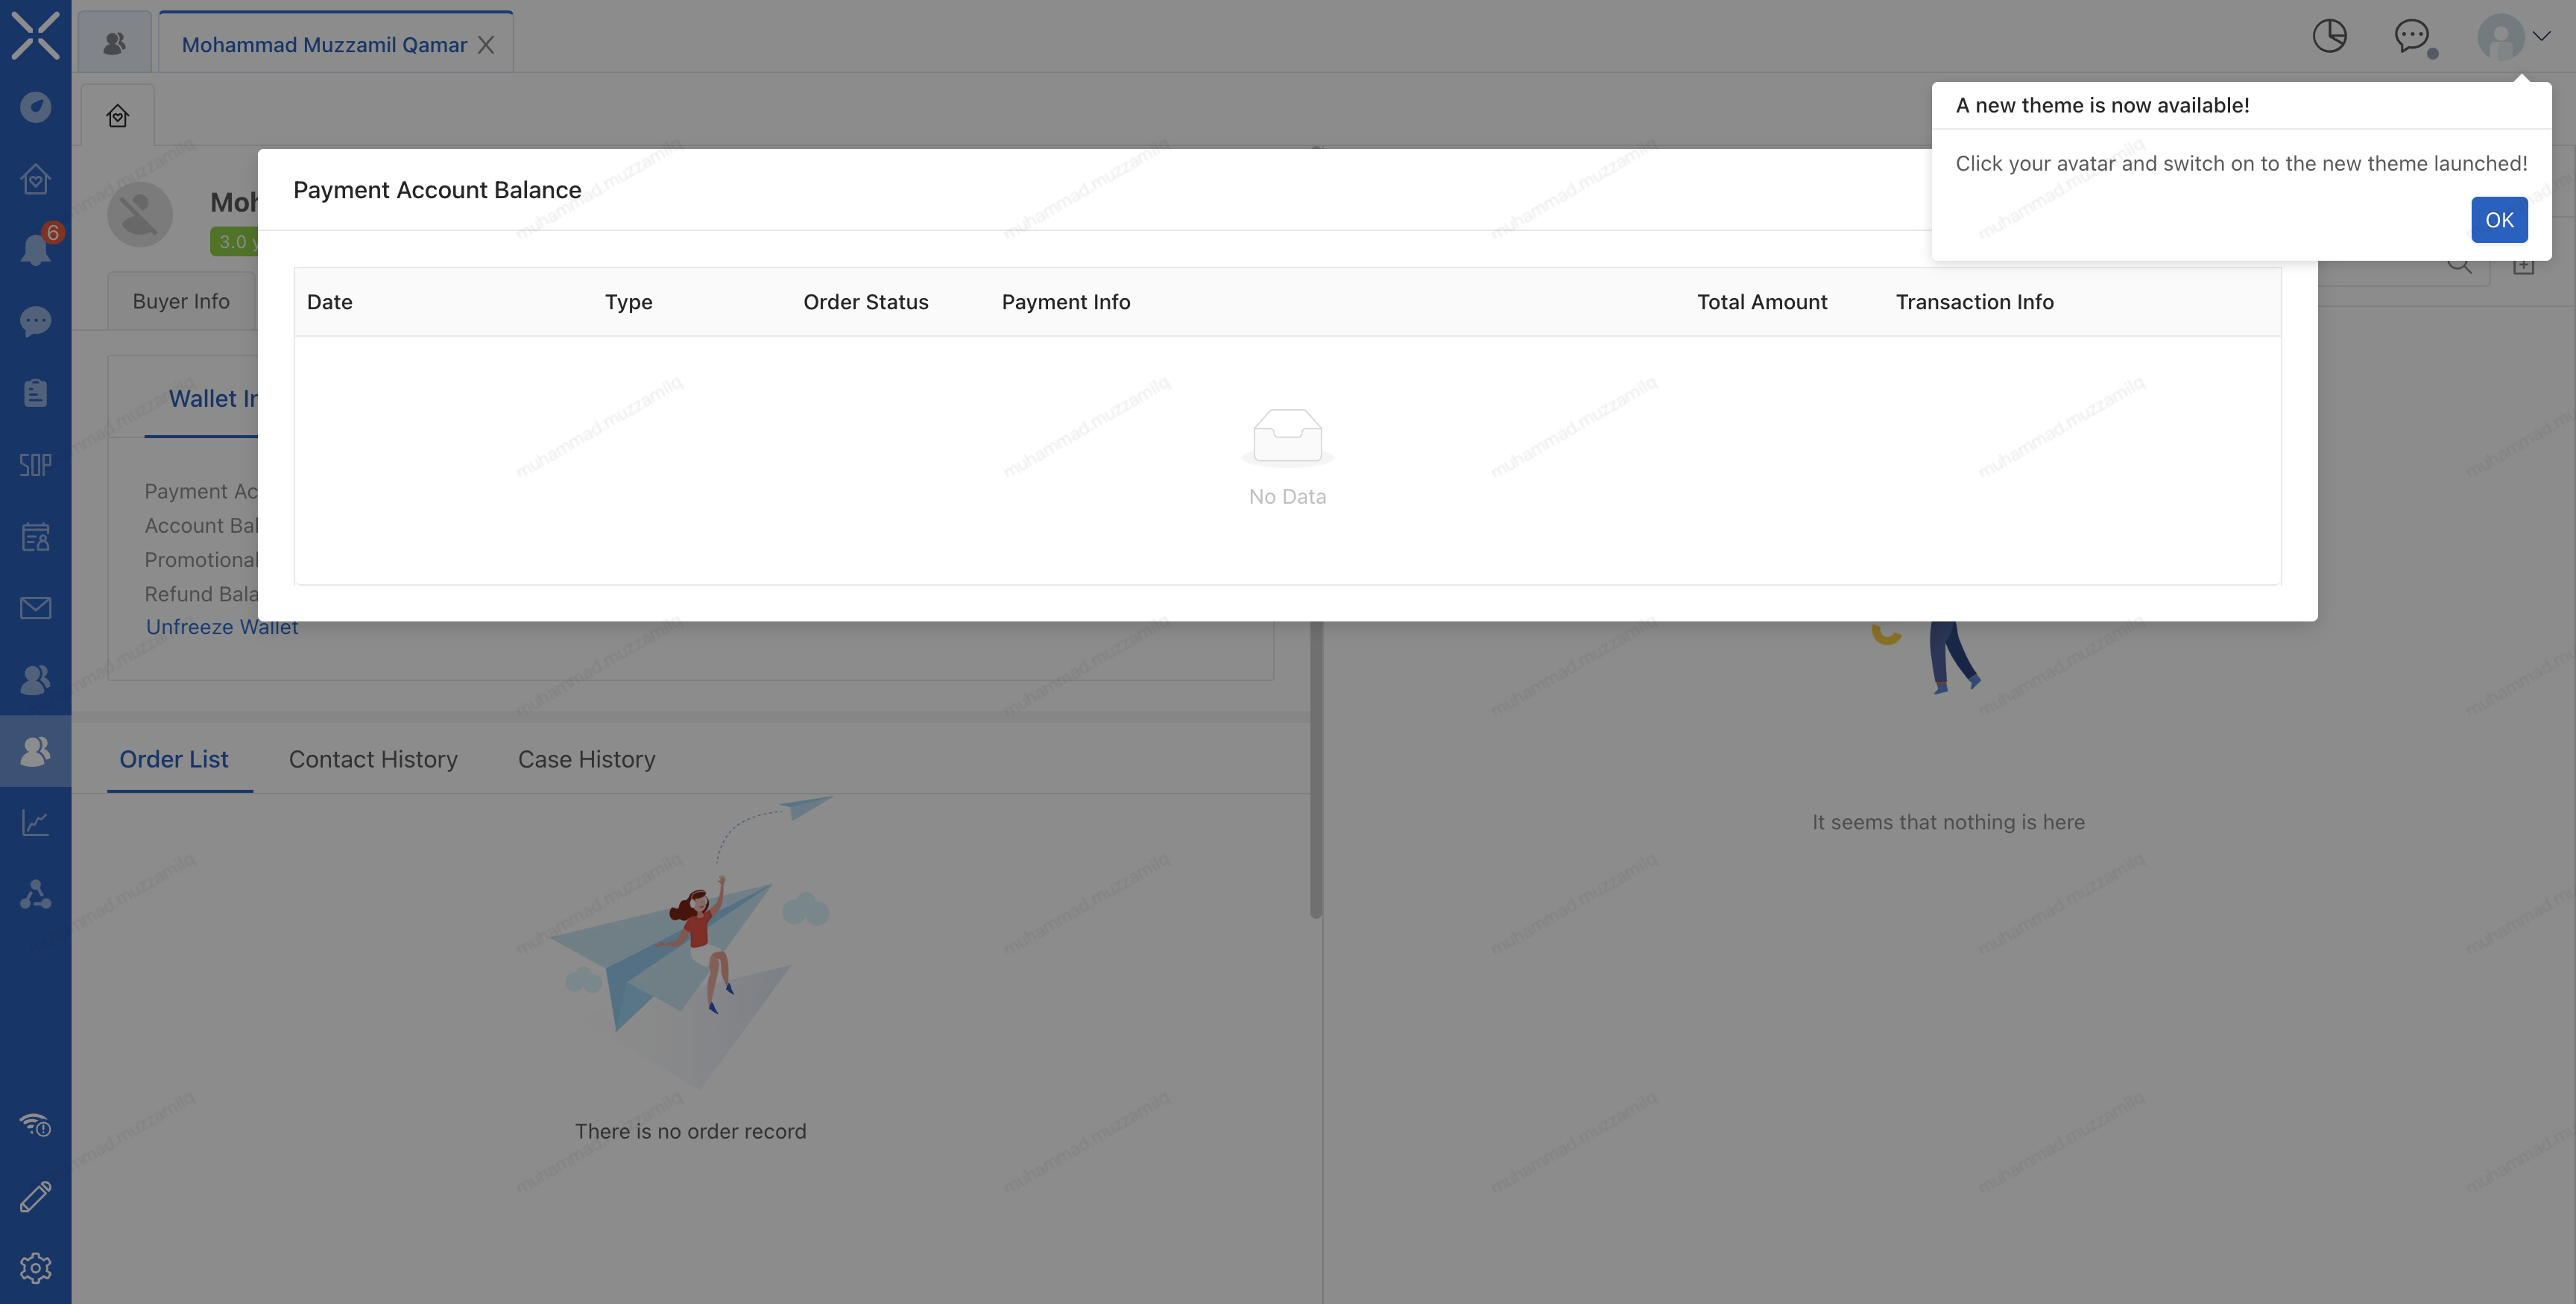 Mohammad Muzzamil Qamar
A new theme is now available!
Click your avatar and switch on to the new theme launched!
OK
6
Moh
3.0 y
Payment Account Balance
Buyer Info
Date Type Order Status Payment Info Total Amount Transaction Info
No Data
Wallet In
SOP
Payment Ac
Account Bal
Promotional
Refund Bala
Unfreeze Wallet
Order List Contact History Case History
It seems that nothing is here
There is no order record
muhammad.muzzamilq